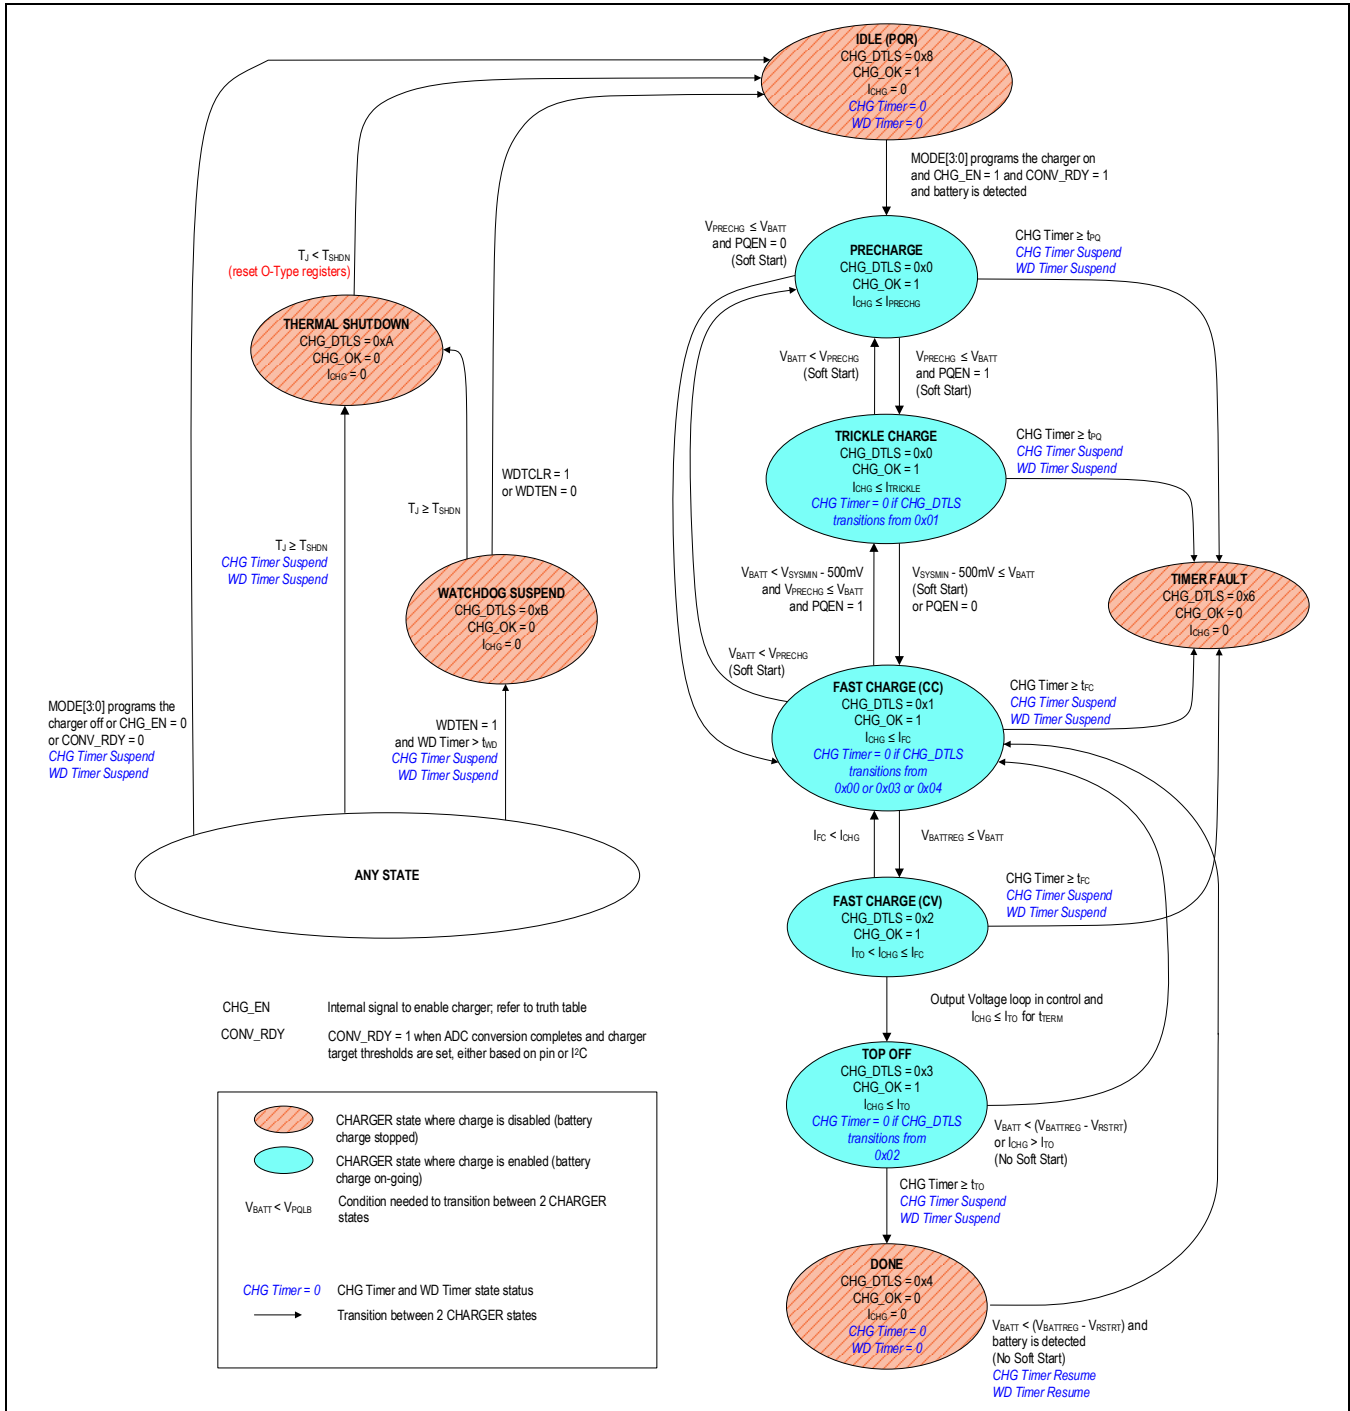 IDLE (POR)
CHG_DTLS = 0x8
CHG_OK = 1
ICHG = 0
CHG Timer = 0
WD Timer = 0
MODE[3:0] programs the charger on
and CHG_EN = 1 and CONV_RDY = 1
and battery is detected
VPRECHG ≤ VBATT
and PQEN = 0
(Soft Start)
PRECHARGE
CHG_DTLS = 0x0
CHG_OK = 1
ICHG ≤ IPRECHG
CHG Timer ≥ tPQ
CHG Timer Suspend
WD Timer Suspend
TJ < TSHDN
(reset O-Type registers)
THERMAL SHUTDOWN
CHG_DTLS = 0xA
CHG_OK = 0
ICHG = 0
VBATT < VPRECHG
(Soft Start)
VPRECHG ≤ VBATT
and PQEN = 1
(Soft Start)
TRICKLE CHARGE
CHG_DTLS = 0x0
CHG_OK = 1
ICHG ≤ ITRICKLE
CHG Timer = 0 if CHG_DTLS
transitions from 0x01
CHG Timer ≥ tPQ
CHG Timer Suspend
WD Timer Suspend
WDTCLR = 1
or WDTEN = 0
TJ ≥ TSHDN
TJ ≥ TSHDN
CHG Timer Suspend
WD Timer Suspend
WATCHDOG SUSPEND
CHG_DTLS = 0xB
CHG_OK = 0
ICHG = 0
VBATT < VSYSMIN - 500mV
and VPRECHG ≤ VBATT
and PQEN = 1
VSYSMIN - 500mV ≤ VBATT
(Soft Start)
or PQEN = 0
TIMER FAULT
CHG_DTLS = 0x6
CHG_OK = 0
ICHG = 0
VBATT < VPRECHG
(Soft Start)
FAST CHARGE (CC)
CHG_DTLS = 0x1
CHG_OK = 1
ICHG ≤ IFC
CHG Timer = 0 if CHG_DTLS
transitions from
0x00 or 0x03 or 0x04
CHG Timer ≥ tFC
CHG Timer Suspend
WD Timer Suspend
MODE[3:0] programs the
charger off or CHG_EN = 0
or CONV_RDY = 0
CHG Timer Suspend
WD Timer Suspend
WDTEN = 1
and WD Timer > tWD
CHG Timer Suspend
WD Timer Suspend
IFC < ICHG
VBATTREG ≤ VBATT
ANY STATE
FAST CHARGE (CV)
CHG_DTLS = 0x2
CHG_OK = 1
ITO < ICHG ≤ IFC
CHG Timer ≥ tFC
CHG Timer Suspend
WD Timer Suspend
Output Voltage loop in control and
ICHG ≤ ITO for tTERM
CHG_EN Internal signal to enable charger; refer to truth table
CONV_RDY CONV_RDY = 1 when ADC conversion completes and charger
target thresholds are set, either based on pin or I2C
TOP OFF
CHG_DTLS = 0x3
CHG_OK = 1
ICHG ≤ ITO
CHG Timer = 0 if CHG_DTLS
transitions from
0x02
VBATT < (VBATTREG - VRSTRT)
or ICHG > ITO
(No Soft Start)
CHG Timer ≥ tTO
CHG Timer Suspend
WD Timer Suspend
DONE
CHG_DTLS = 0x4
CHG_OK = 0
ICHG = 0
CHG Timer = 0
WD Timer = 0
VBATT < (VBATTREG - VRSTRT) and
battery is detected
(No Soft Start)
CHG Timer Resume
WD Timer Resume
CHARGER state where charge is disabled (battery
charge stopped)
CHARGER state where charge is enabled (battery
charge on-going)
VBATT < VPQLB Condition needed to transition between 2 CHARGER
states
CHG Timer = 0 CHG Timer and WD Timer state status
Transition between 2 CHARGER states